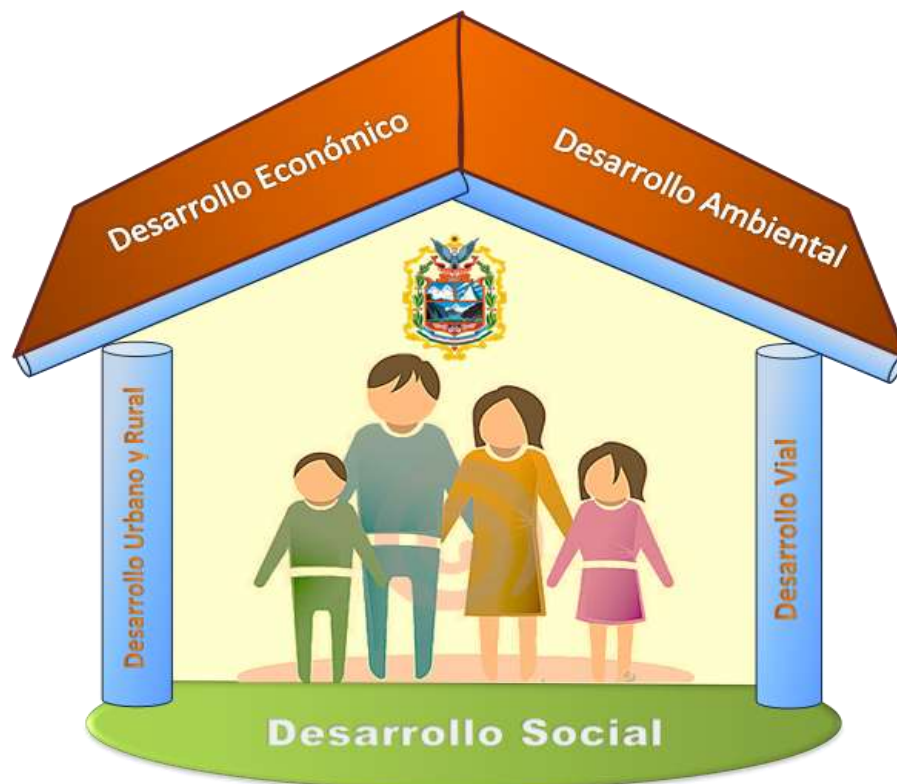 Desarrollo Económico
Desarrollo Ambiental
Desarrollo Urbano y Rural
Desarrollo Vial
Desarrollo Social